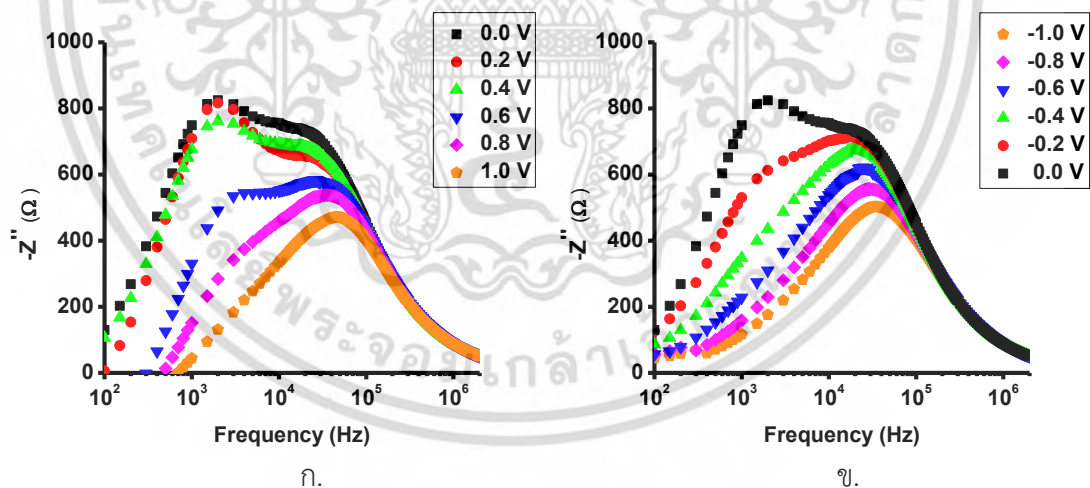 1000
800
600
400
200
0
-Z'' (Ω)
10² 10³ 10⁴ 10⁵ 10⁶
Frequency (Hz)
0.0 V
0.2 V
0.4 V
0.6 V
0.8 V
1.0 V
ก.
1000
800
600
400
200
0
-Z'' (Ω)
10² 10³ 10⁴ 10⁵ 10⁶
Frequency (Hz)
-1.0 V
-0.8 V
-0.6 V
-0.4 V
-0.2 V
0.0 V
ข.